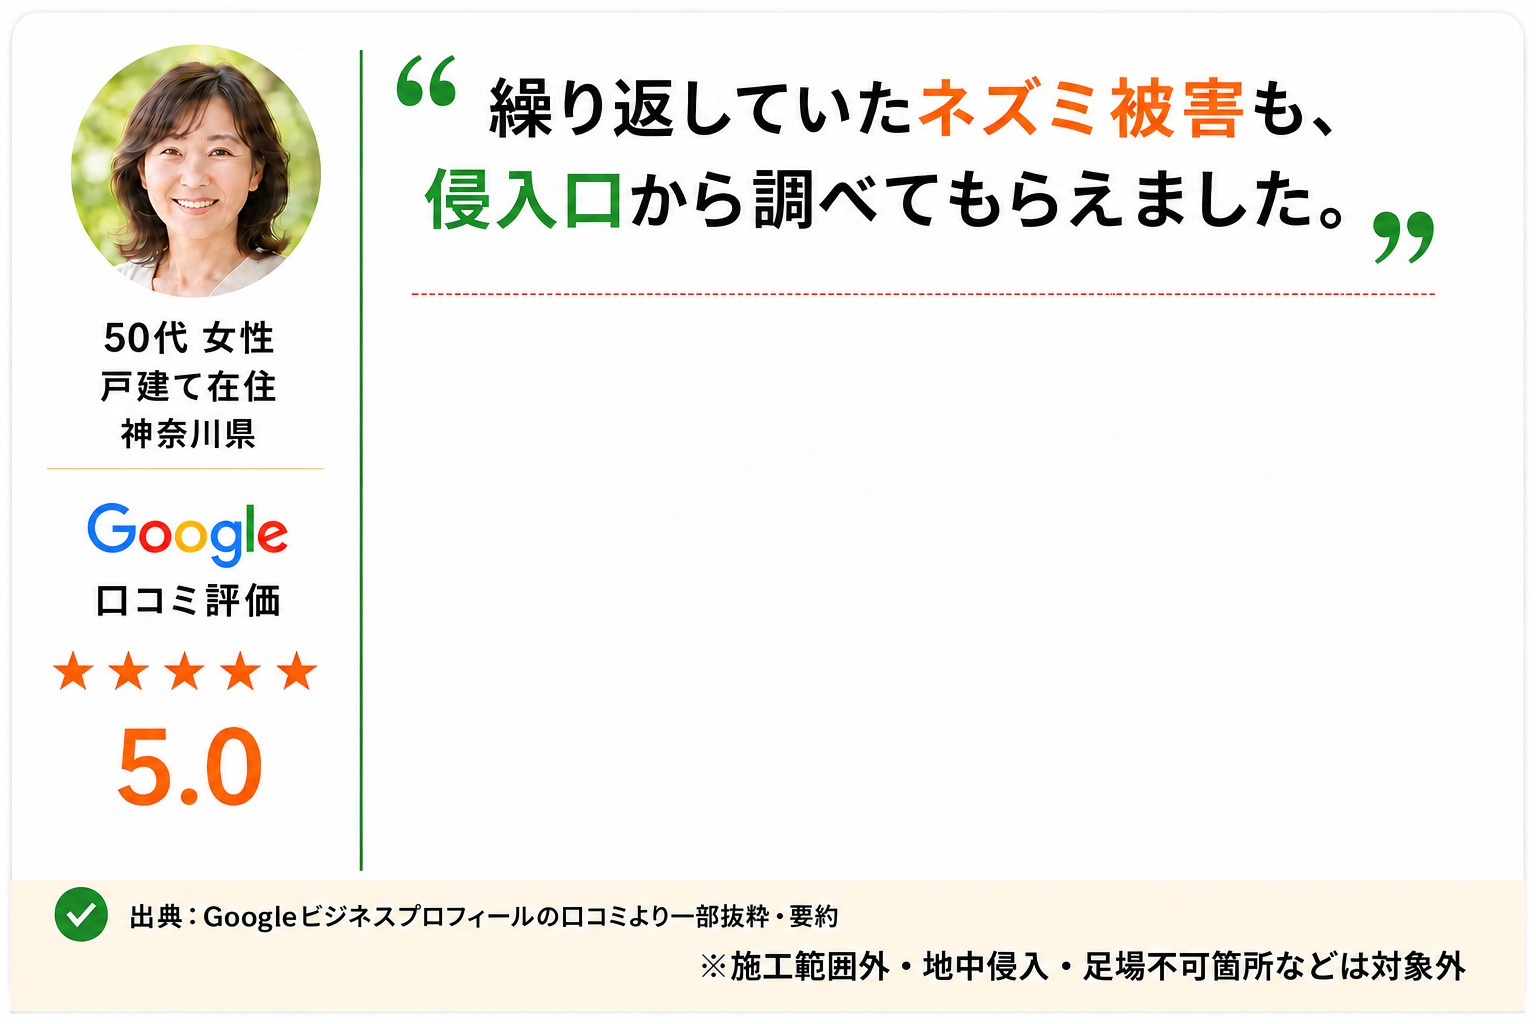 “繰り返していたネズミ被害も、
侵入口から調べてもらえました。”
50代 女性
戸建て在住
神奈川県
Google
口コミ評価
★★★★★
5.0
出典：Googleビジネスプロフィールの口コミより一部抜粋・要約
※施工範囲外・地中侵入・足場不可箇所などは対象外